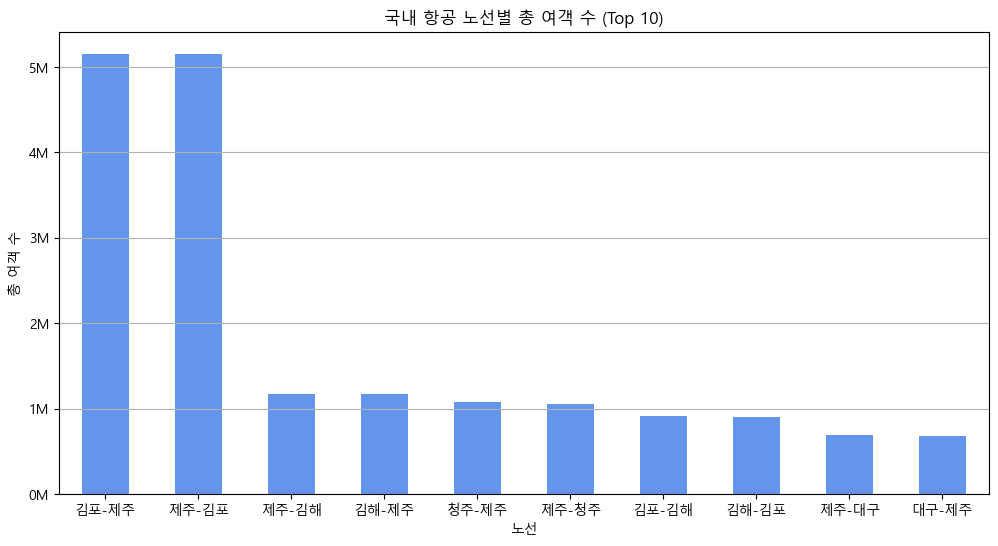 국내 항공 노선별 총 여객 수 (Top 10)
총 여객 수
5M
4M
3M
2M
1M
0M
김포-제주 제주-김포 제주-김해 김해-제주 청주-제주 제주-청주 김포-김해 김해-김포 제주-대구 대구-제주
노선